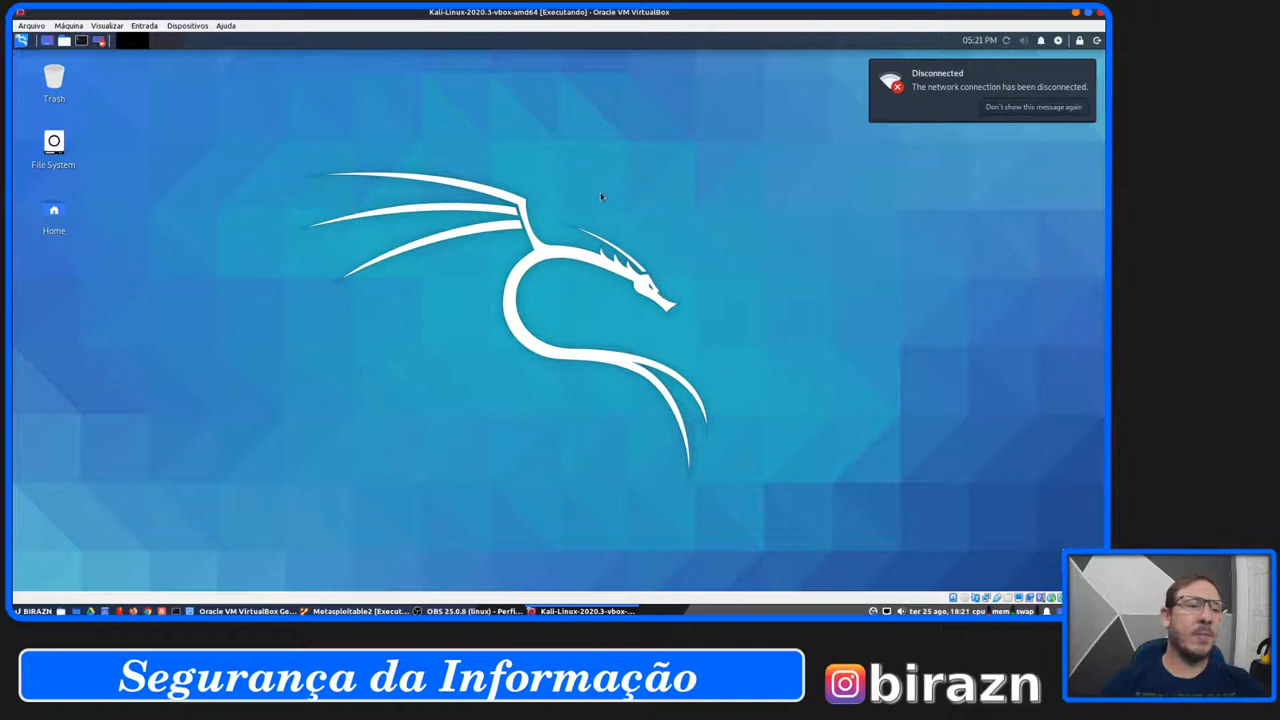 Kali-Linux-2020.3-vbox-amd64 [Executando] - Oracle VM VirtualBox
Arquivo Máquina Visualizar Entrada Dispositivos Ajuda
05:21 PM
Trash
Disconnected
The network connection has been disconnected.
Don't show this message again
File System
Home
BIRAZN Oracle VM VirtualBox Ge... Metasploitable2 [Execut... OBS 25.0.8 (linux) - Perfi... Kali-Linux-2020.3-vbox-... ter 25 ago, 18:21 cpu mem swap
Segurança da Informação
birazn